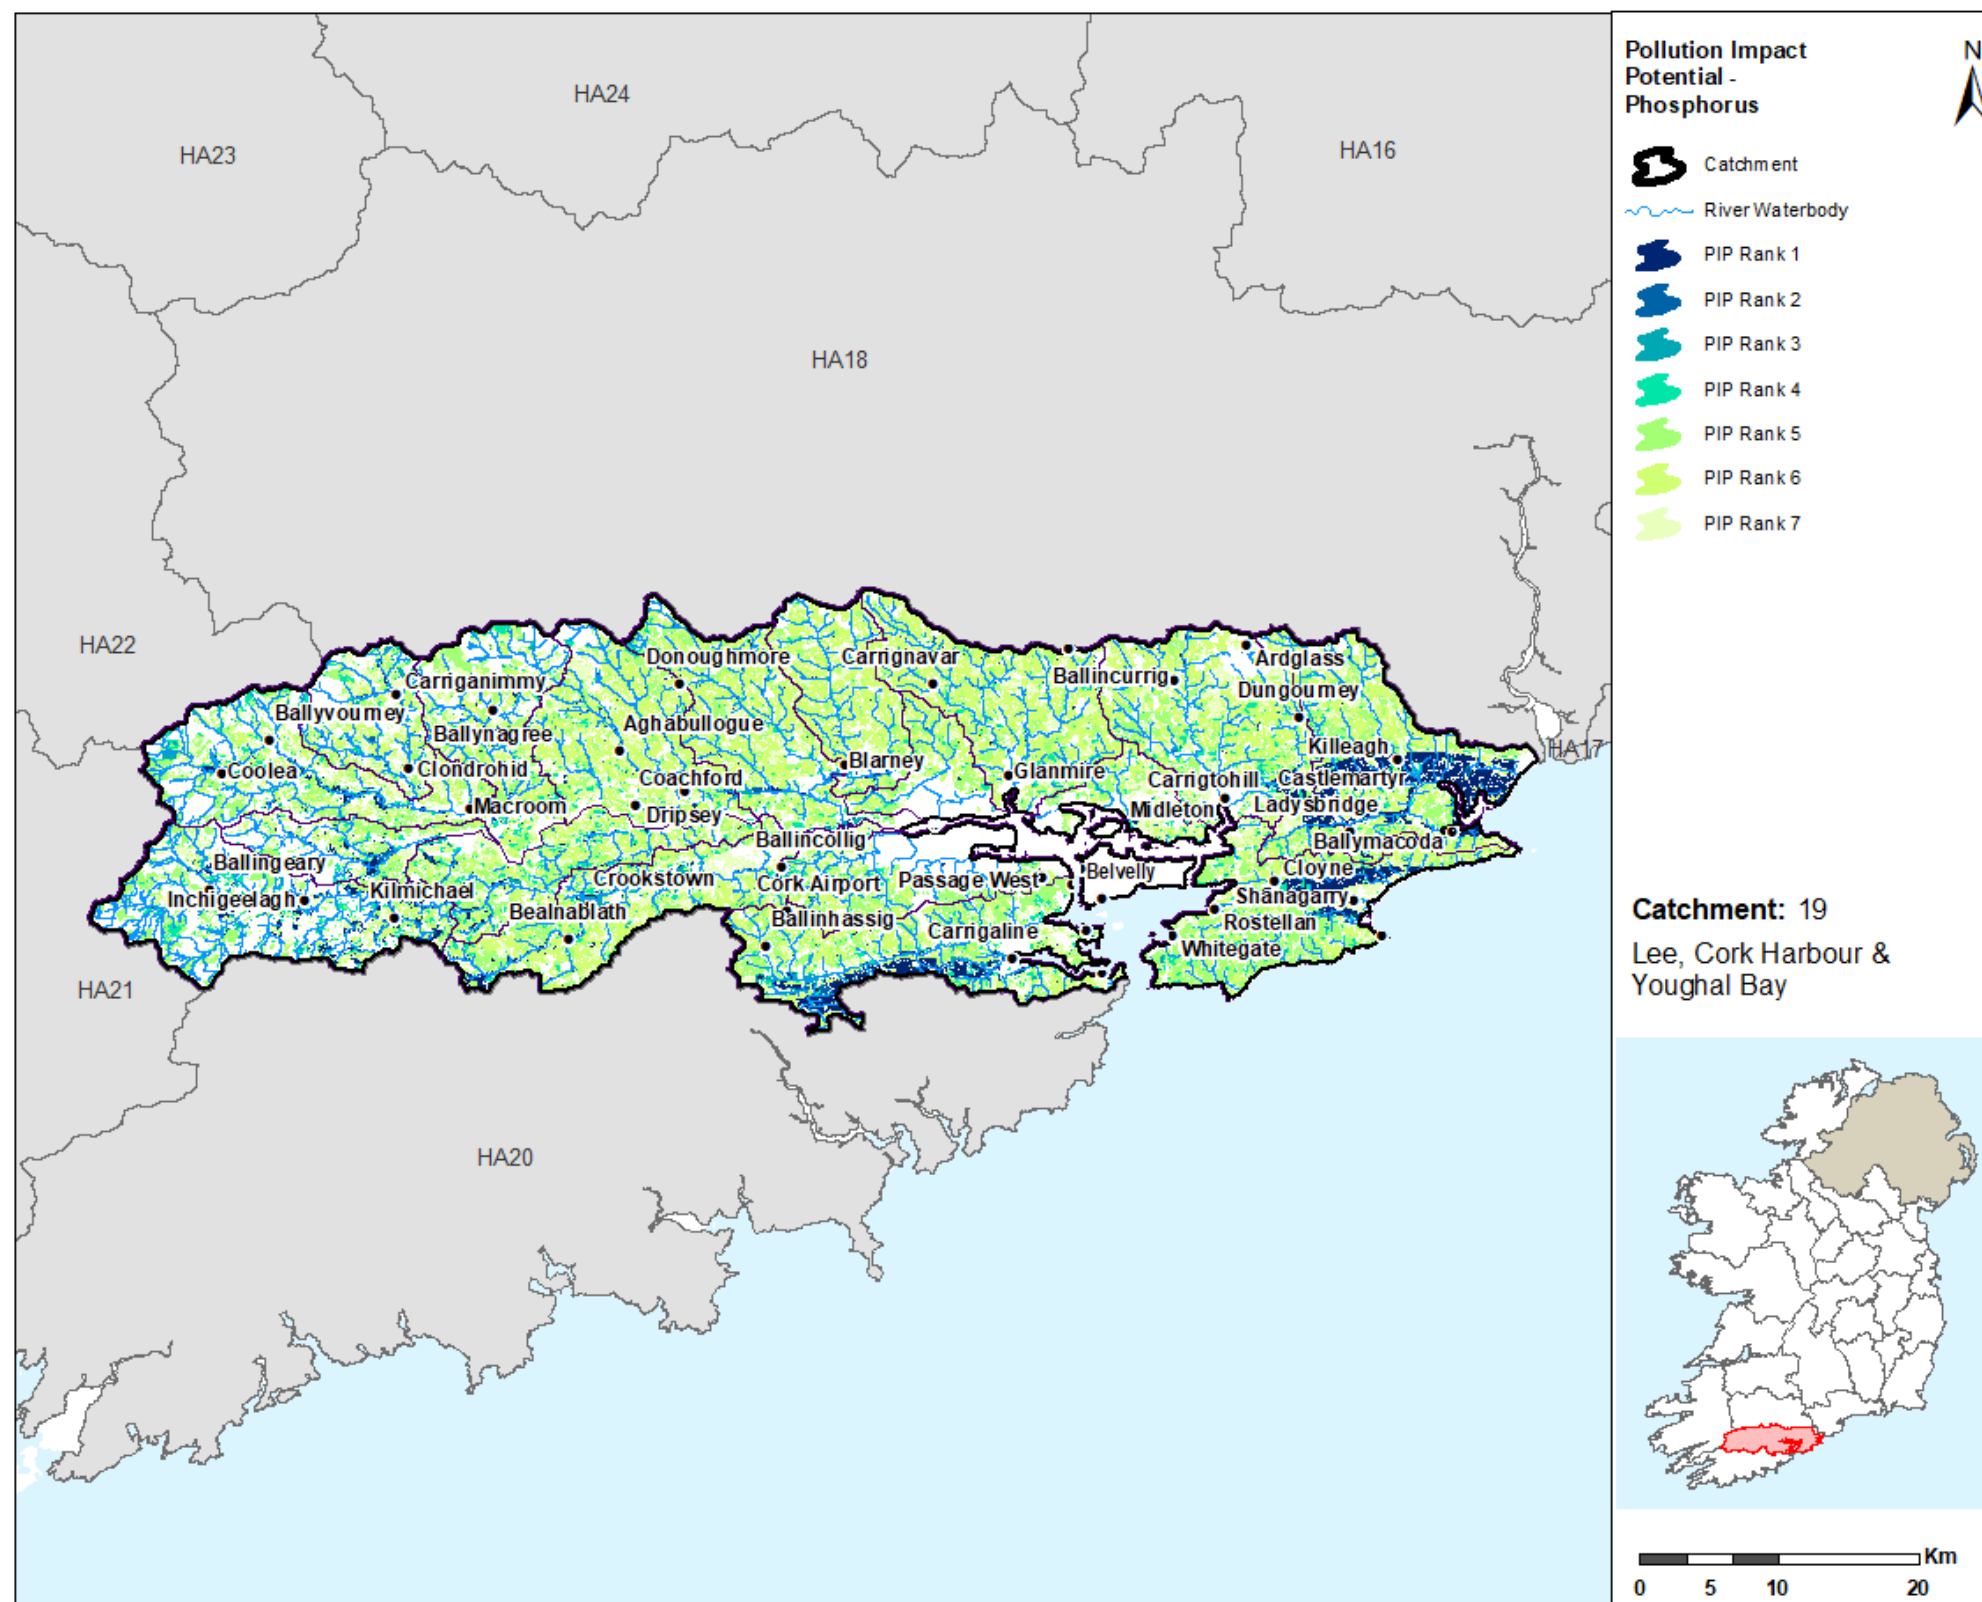 HA24
HA23
HA16
HA18
HA22
HA17
HA21
HA20
Donoughmore
Carrignavar
Ardglass
Ballincurrig
Carriganimmy
Dungourney
Ballyvourney
Aghabullogue
Ballynagree
Killeagh
Coolea
Clondrohid
Coachford
Blarney
Glanmire
Carrigtohill
Castlemartyr
Macroom
Dripsey
Midleton
Ladysbridge
Ballincollig
Ballymacoda
Ballingeary
Crookstown
Cork Airport
Passage West
Belvelly
Cloyne
Inchigeelagh
Kilmichael
Shanagarry
Bealnablath
Ballinhassig
Carrigaline
Rostellan
Whitegate
Pollution Impact
Potential -
Phosphorus
N
Catchment
River Waterbody
PIP Rank 1
PIP Rank 2
PIP Rank 3
PIP Rank 4
PIP Rank 5
PIP Rank 6
PIP Rank 7
Catchment: 19
Lee, Cork Harbour &
Youghal Bay
Km
0 5 10 20